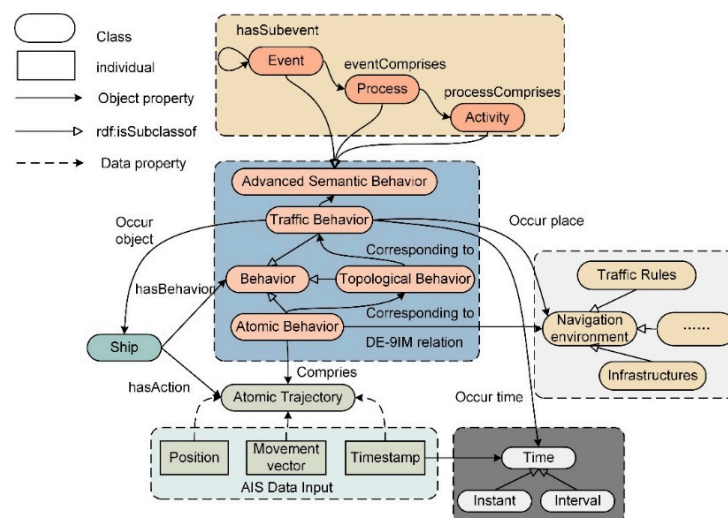 Class
individual
Object property
rdf:isSubclassof
Data property
hasSubevent
Event
eventComprises
Process
processComprises
Activity
Advanced Semantic Behavior
Traffic Behavior
Occur
object
Occur place
Corresponding to
Behavior
Topological Behavior
hasBehavior
Corresponding to
Atomic Behavior
DE-9IM relation
Traffic Rules
Navigation
environment
......
Infrastructures
Ship
Compries
hasAction
Atomic Trajectory
Occur time
Position
Movement
vector
Timestamp
AIS Data Input
Time
Instant
Interval